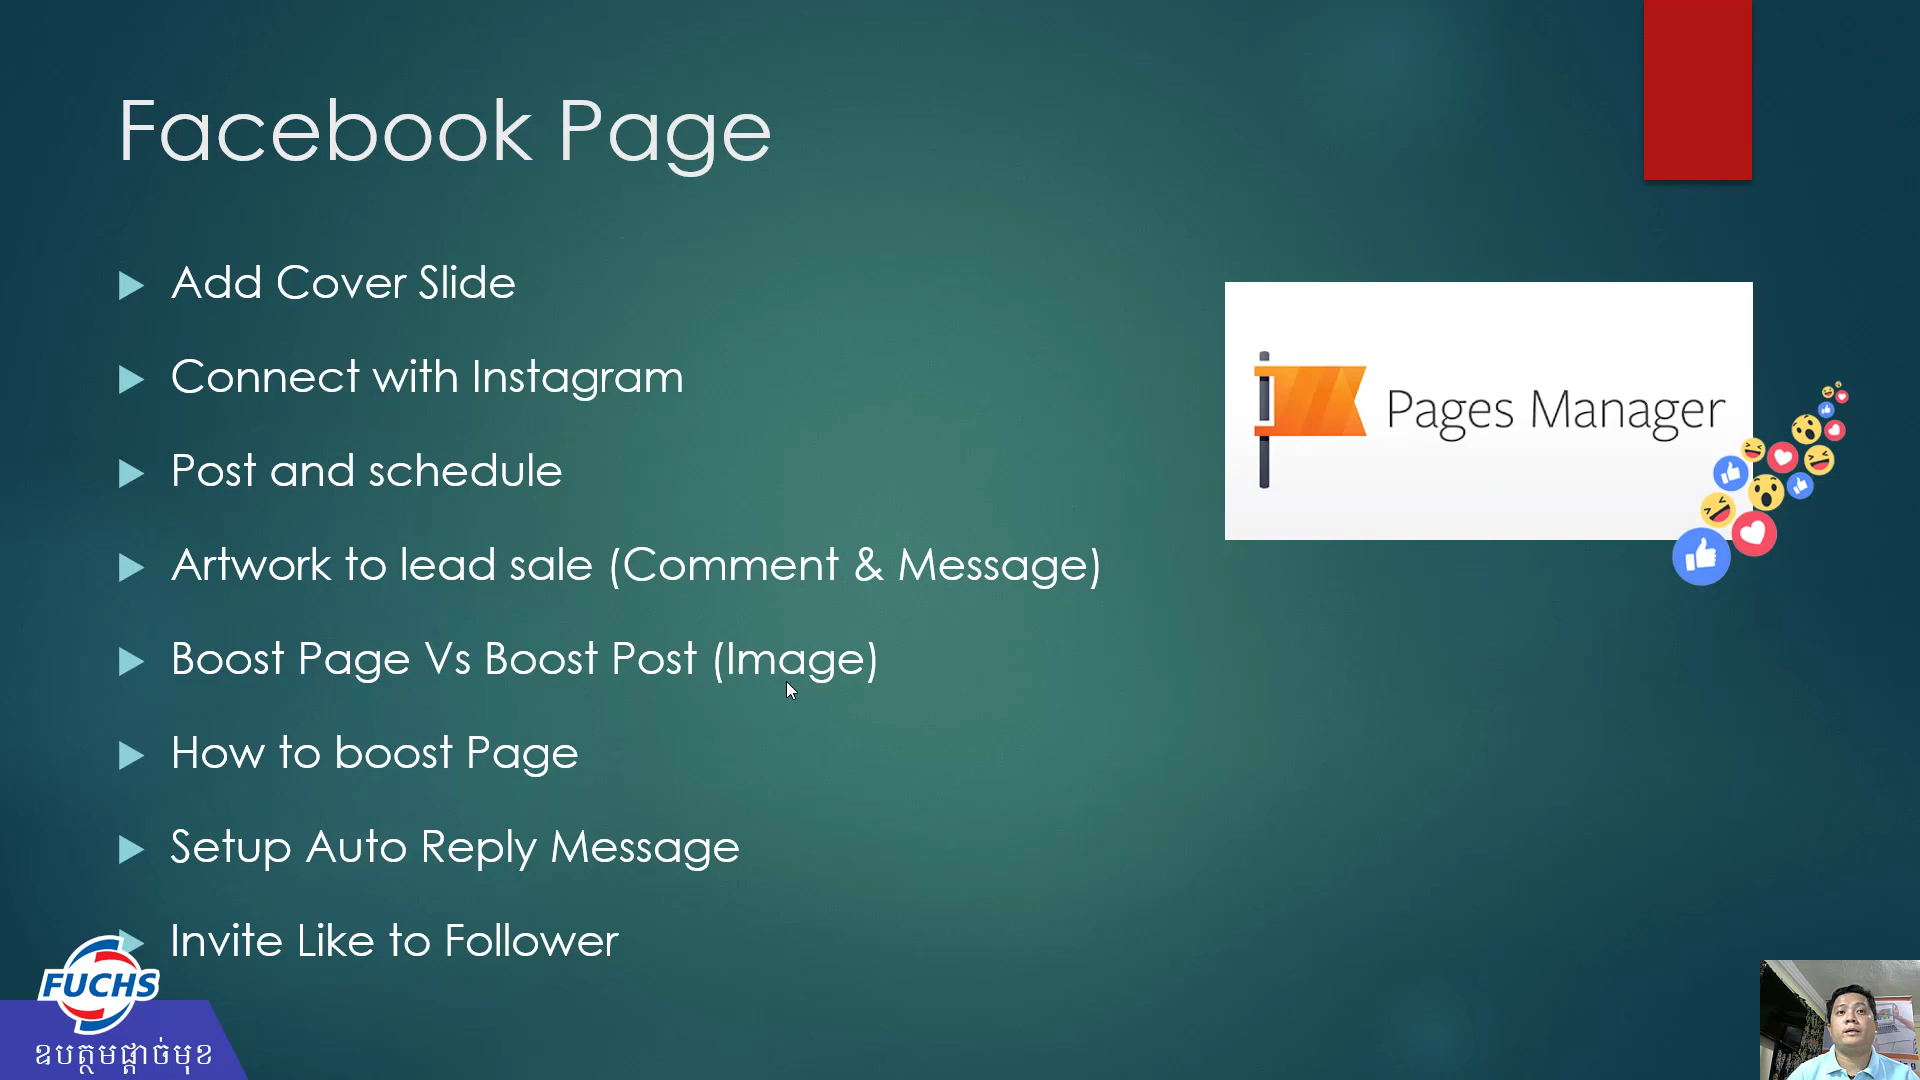 Facebook Page
Add Cover Slide
Connect with Instagram
Post and schedule
Artwork to lead sale (Comment & Message)
Boost Page Vs Boost Post (Image)
How to boost Page
Setup Auto Reply Message
Invite Like to Follower
Pages Manager
FUCHS
ឧបត្ថមផ្តាច់មុខ